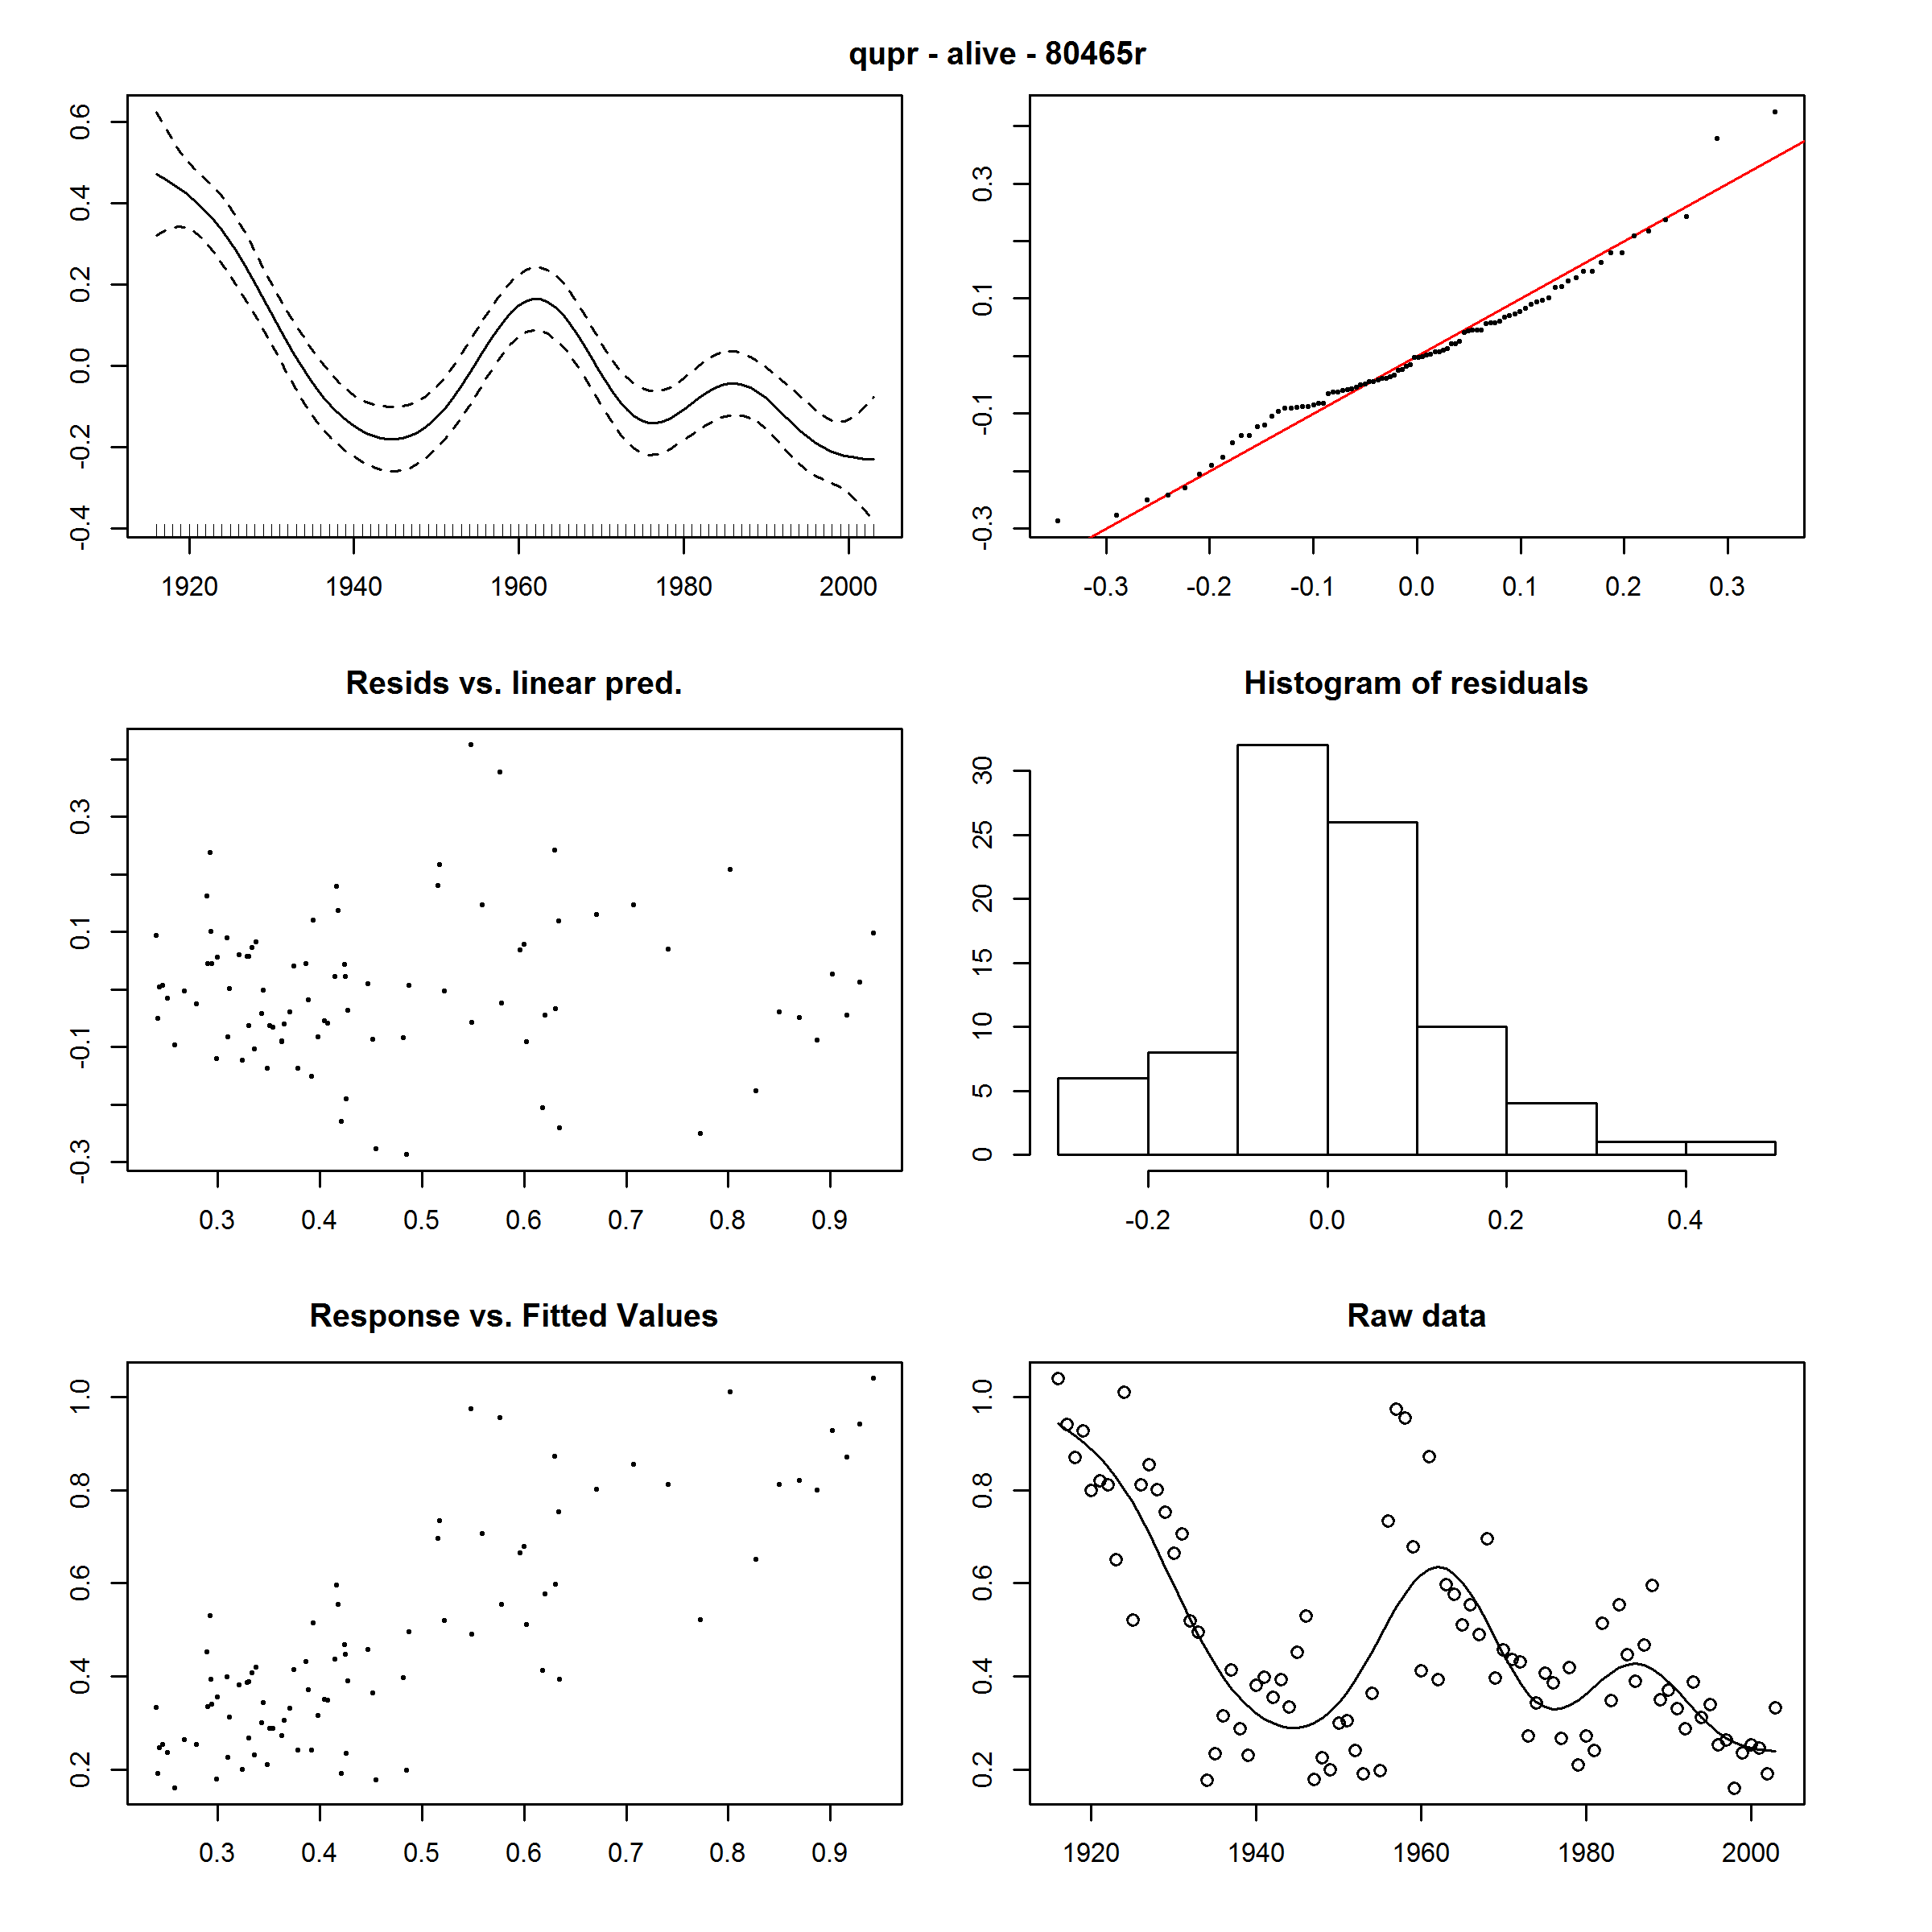 qupr - alive - 80465r
0.6
0.4
0.2
0.0
-0.2
-0.4
1920 1940 1960 1980 2000
0.3
0.1
-0.1
-0.3
-0.3 -0.2 -0.1 0.0 0.1 0.2 0.3
Resids vs. linear pred.
0.3
0.1
-0.1
-0.3
0.3 0.4 0.5 0.6 0.7 0.8 0.9
Histogram of residuals
30
25
20
15
10
5
0
-0.2 0.0 0.2 0.4
Response vs. Fitted Values
1.0
0.8
0.6
0.4
0.2
0.3 0.4 0.5 0.6 0.7 0.8 0.9
Raw data
1.0
0.8
0.6
0.4
0.2
1920 1940 1960 1980 2000